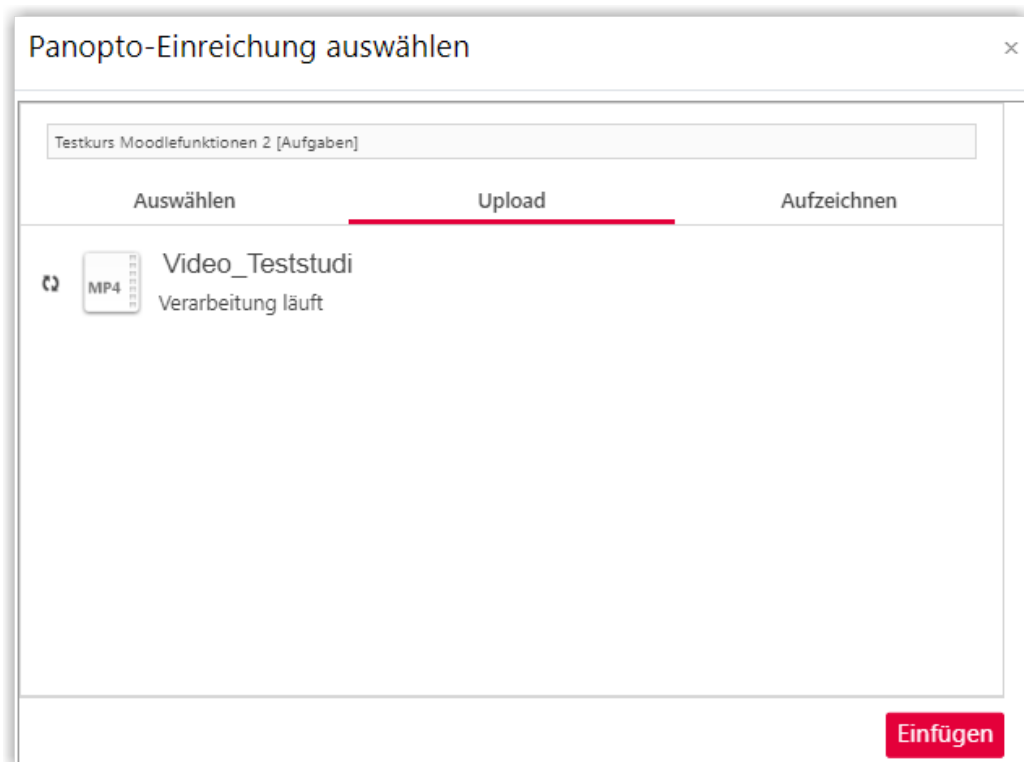 Panopto-Einreichung auswählen
×
Testkurs Moodlefunktionen 2 [Aufgaben]
Auswählen Upload Aufzeichnen
Video_Teststudi
MP4
Verarbeitung läuft
Einfügen